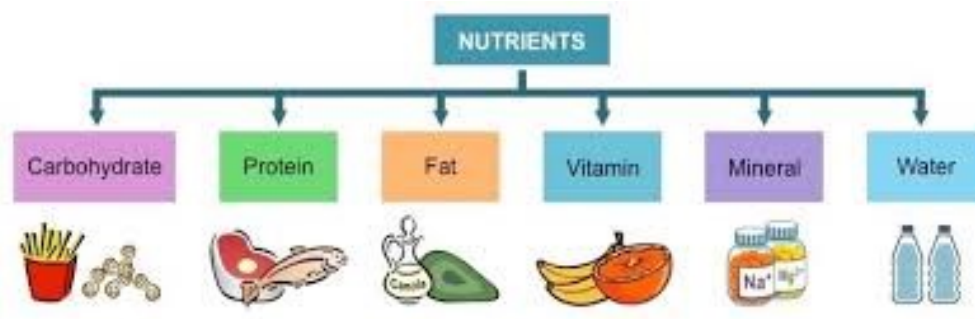 NUTRIENTS
Carbohydrate
Protein
Fat
Vitamin
Mineral
Water
Canola
Na⁺
Mg²⁺